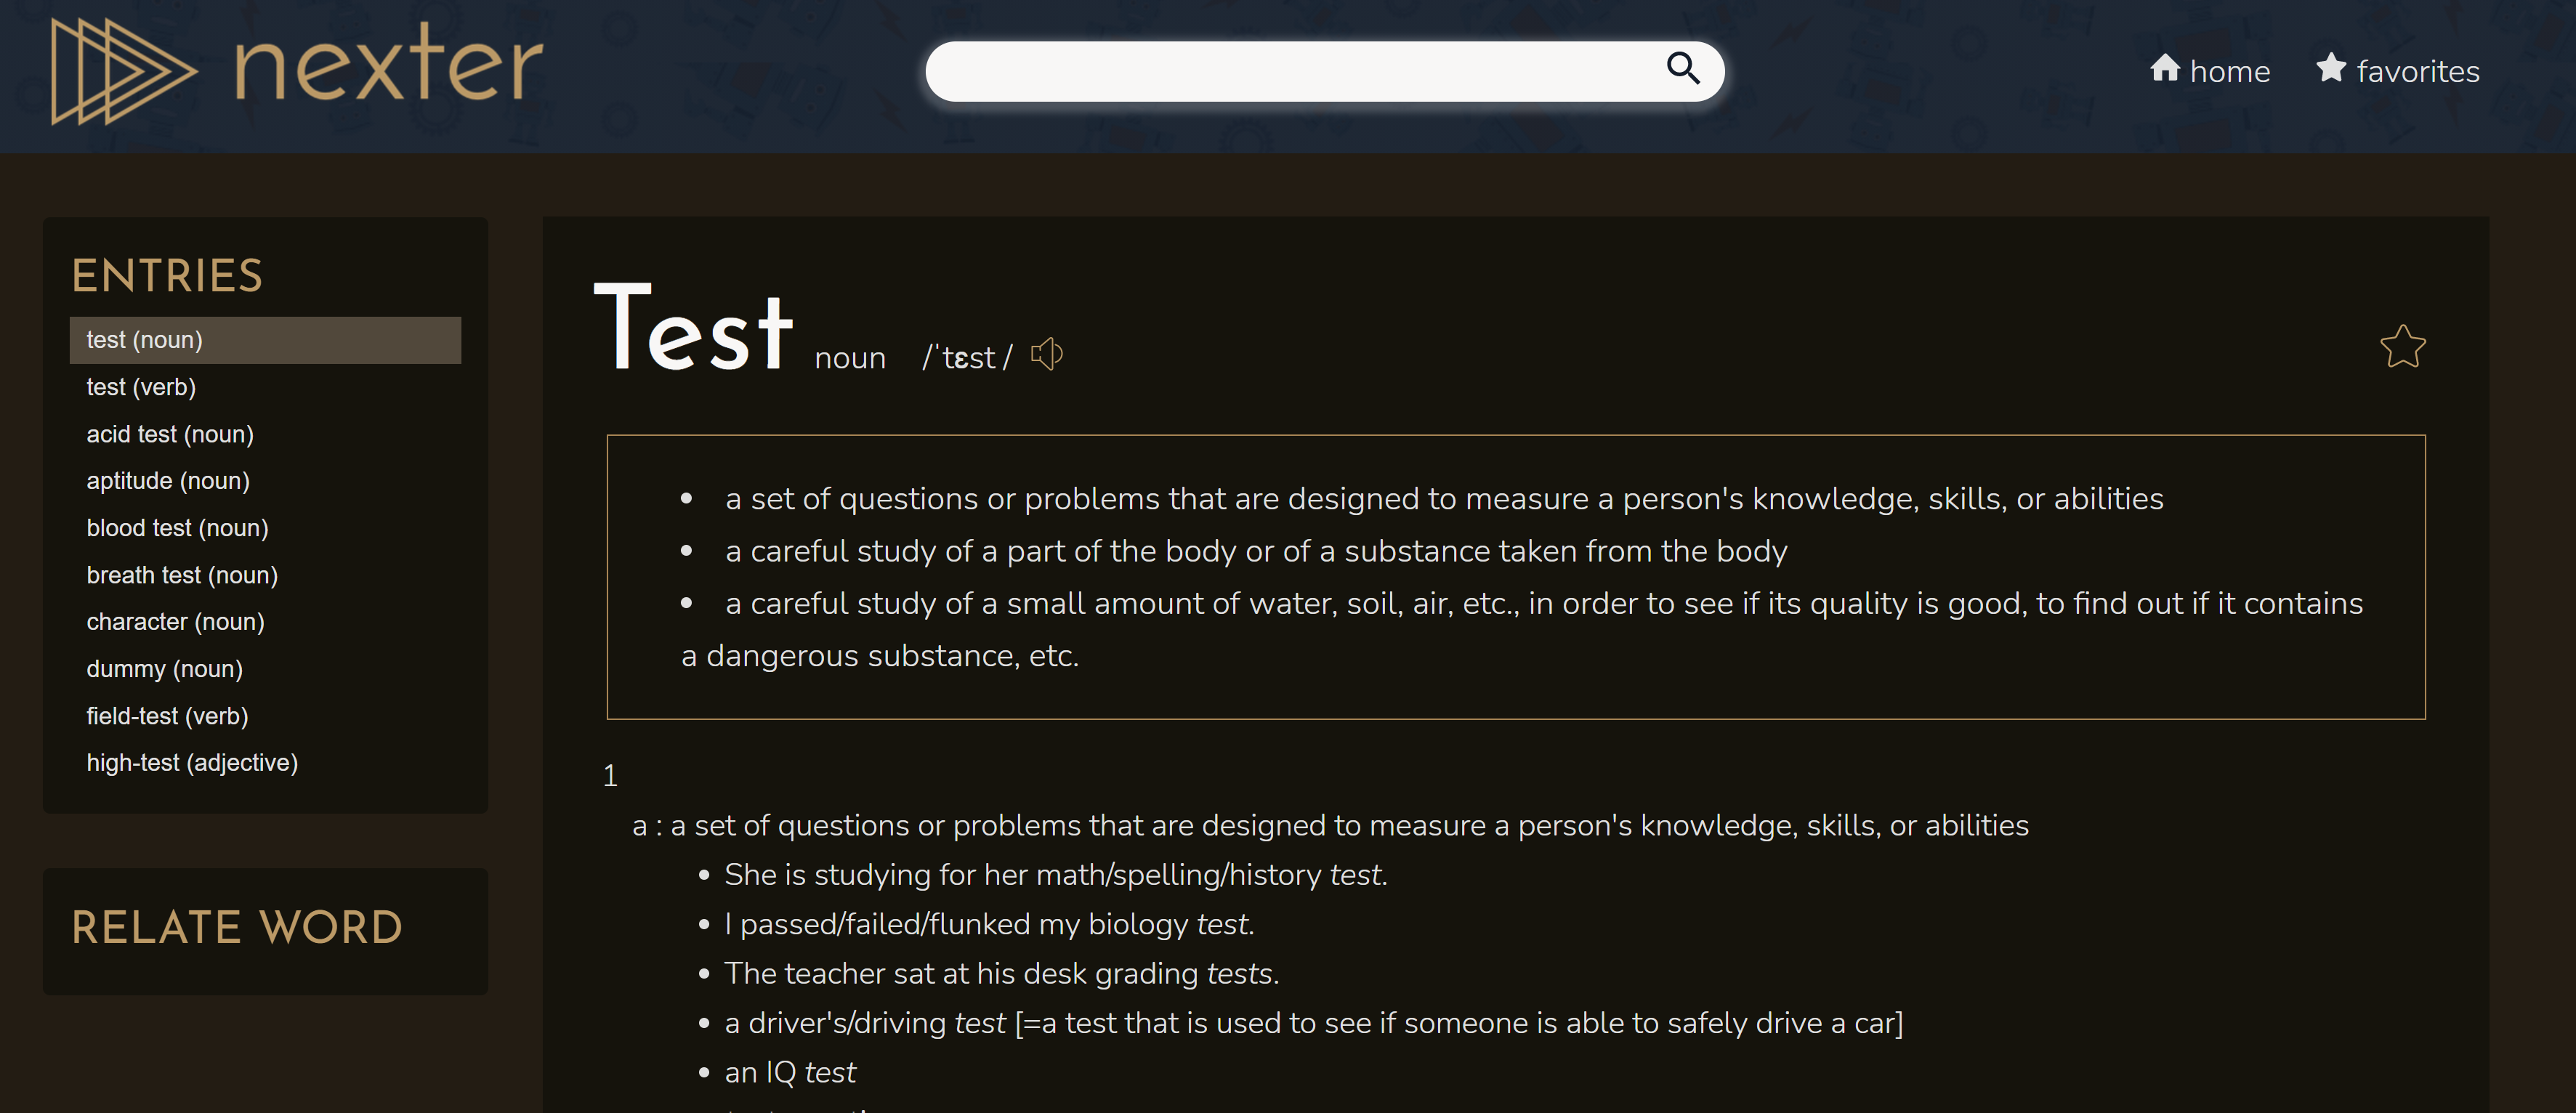 nexter
home
favorites
ENTRIES
test (noun)
test (verb)
acid test (noun)
aptitude (noun)
blood test (noun)
breath test (noun)
character (noun)
dummy (noun)
field-test (verb)
high-test (adjective)
RELATE WORD
Test noun /ˈtɛst /
• a set of questions or problems that are designed to measure a person's knowledge, skills, or abilities
• a careful study of a part of the body or of a substance taken from the body
• a careful study of a small amount of water, soil, air, etc., in order to see if its quality is good, to find out if it contains
a dangerous substance, etc.
1
a : a set of questions or problems that are designed to measure a person's knowledge, skills, or abilities
• She is studying for her math/spelling/history test.
• I passed/failed/flunked my biology test.
• The teacher sat at his desk grading tests.
• a driver's/driving test [=a test that is used to see if someone is able to safely drive a car]
• an IQ test